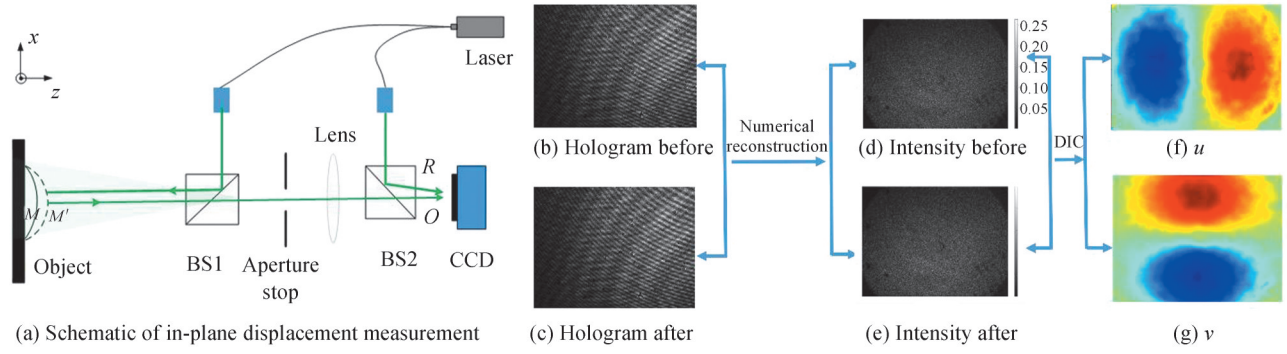 x
z
Laser
Lens
R
O
M
M′
Object
BS1
Aperture
stop
BS2
CCD
(a) Schematic of in-plane displacement measurement
(b) Hologram before
(c) Hologram after
Numerical
reconstruction
0.25
0.20
0.15
0.10
0.05
(d) Intensity before
(e) Intensity after
DIC
(f) u
(g) v